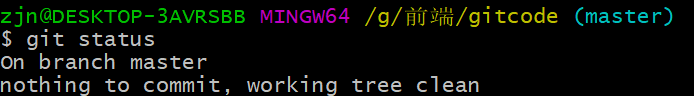 zjn@DESKTOP-3AVRSBB MINGW64 /g/前端/gitcode (master)
$ git status
On branch master
nothing to commit, working tree clean